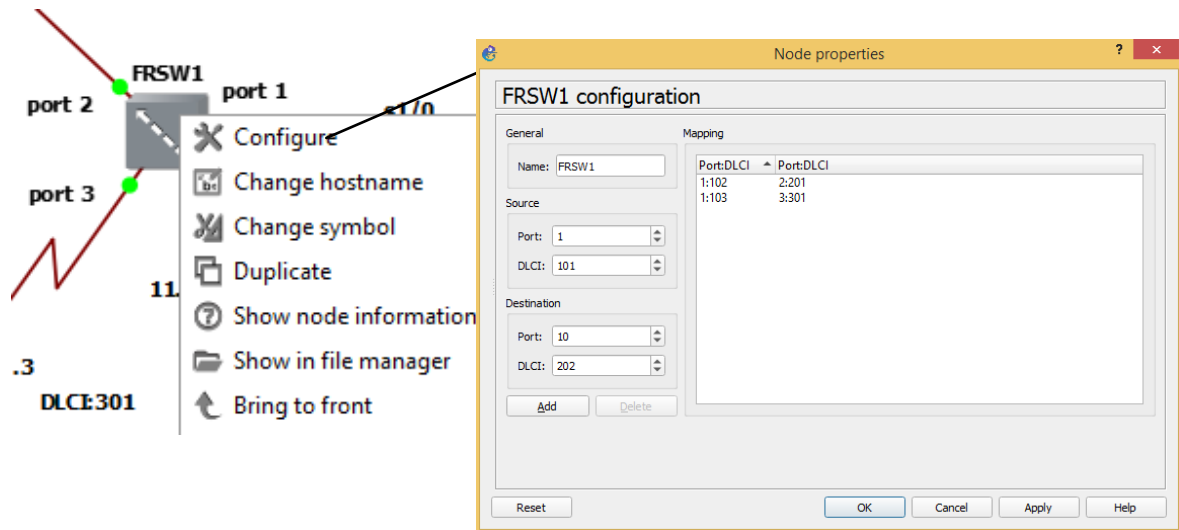 FRSW1
port 1
port 2
s1/0
port 3
11.
.3
DLCI:301
Configure
Change hostname
Change symbol
Duplicate
Show node information
Show in file manager
Bring to front
Node properties
?
×
FRSW1 configuration
General
Name: FRSW1
Source
Port: 1
DLCI: 101
Destination
Port: 10
DLCI: 202
Add Delete
Mapping
Port:DLCI Port:DLCI
1:102 2:201
1:103 3:301
Reset OK Cancel Apply Help